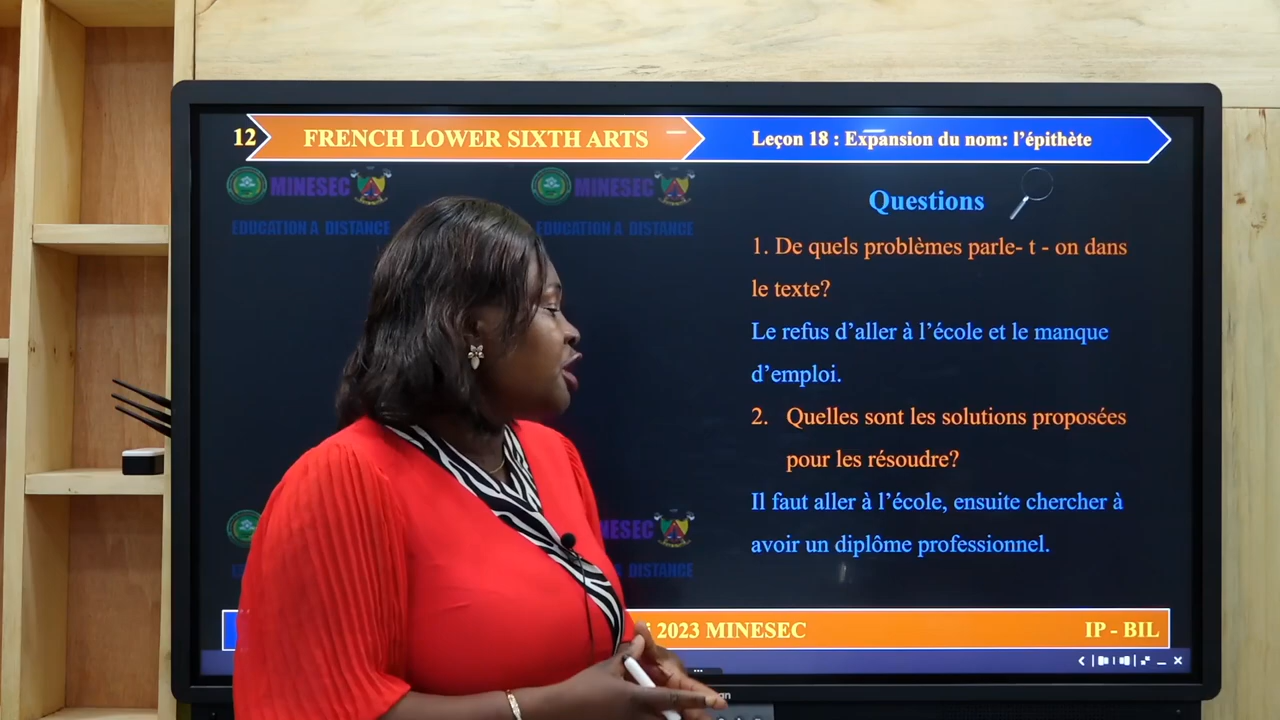 12
FRENCH LOWER SIXTH ARTS
Leçon 18 : Expansion du nom: l’épithète
MINESEC
MINESEC
EDUCATION A DISTANCE
EDUCATION A DISTANCE
Questions
1. De quels problèmes parle- t - on dans
le texte?
Le refus d’aller à l’école et le manque
d’emploi.
2. Quelles sont les solutions proposées
pour les résoudre?
Il faut aller à l’école, ensuite chercher à
avoir un diplôme professionnel.
DISTANCE
2023 MINESEC
IP - BIL